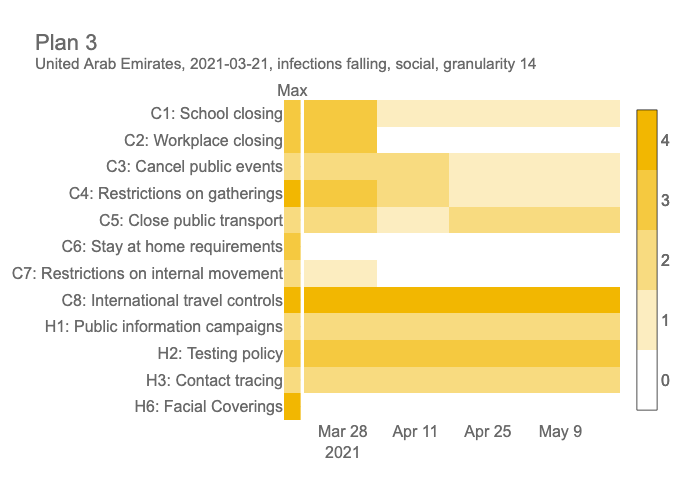 Plan 3
United Arab Emirates, 2021-03-21, infections falling, social, granularity 14
Max
C1: School closing
C2: Workplace closing
C3: Cancel public events
C4: Restrictions on gatherings
C5: Close public transport
C6: Stay at home requirements
C7: Restrictions on internal movement
C8: International travel controls
H1: Public information campaigns
H2: Testing policy
H3: Contact tracing
H6: Facial Coverings
4
3
2
1
0
Mar 28 Apr 11 Apr 25 May 9
2021